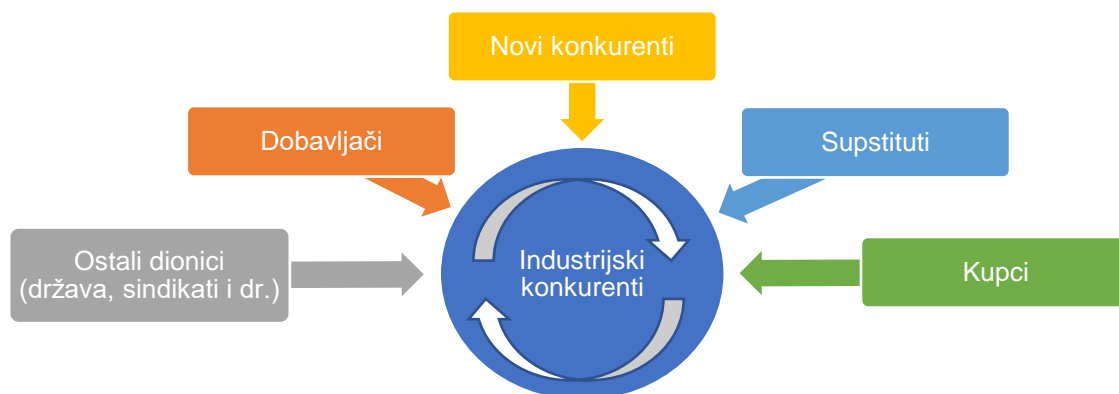 Novi konkurenti
Dobavljači
Supstituti
Ostali dionici
(država, sindikati i dr.)
Industrijski
konkurenti
Kupci